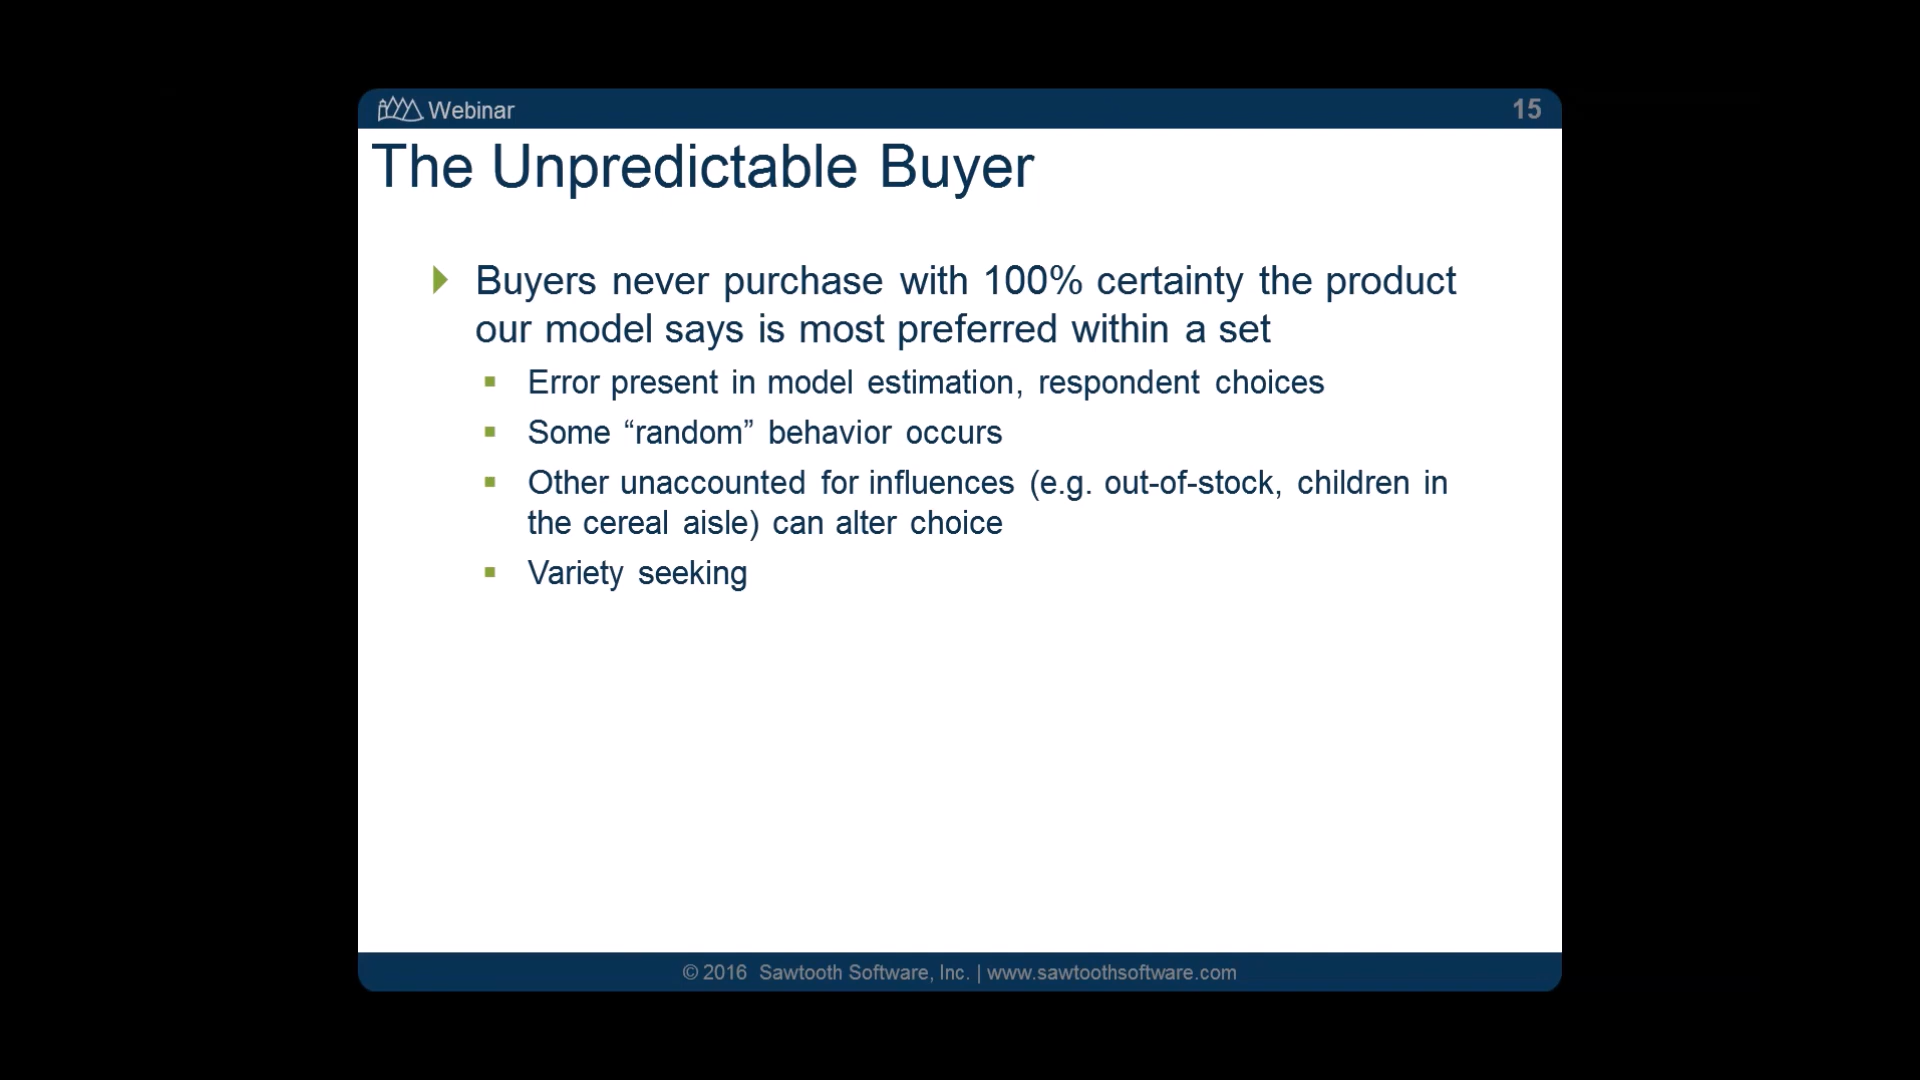 Webinar
15
The Unpredictable Buyer
Buyers never purchase with 100% certainty the product
our model says is most preferred within a set
Error present in model estimation, respondent choices
Some “random” behavior occurs
Other unaccounted for influences (e.g. out-of-stock, children in
the cereal aisle) can alter choice
Variety seeking
© 2016 Sawtooth Software, Inc. | www.sawtoothsoftware.com